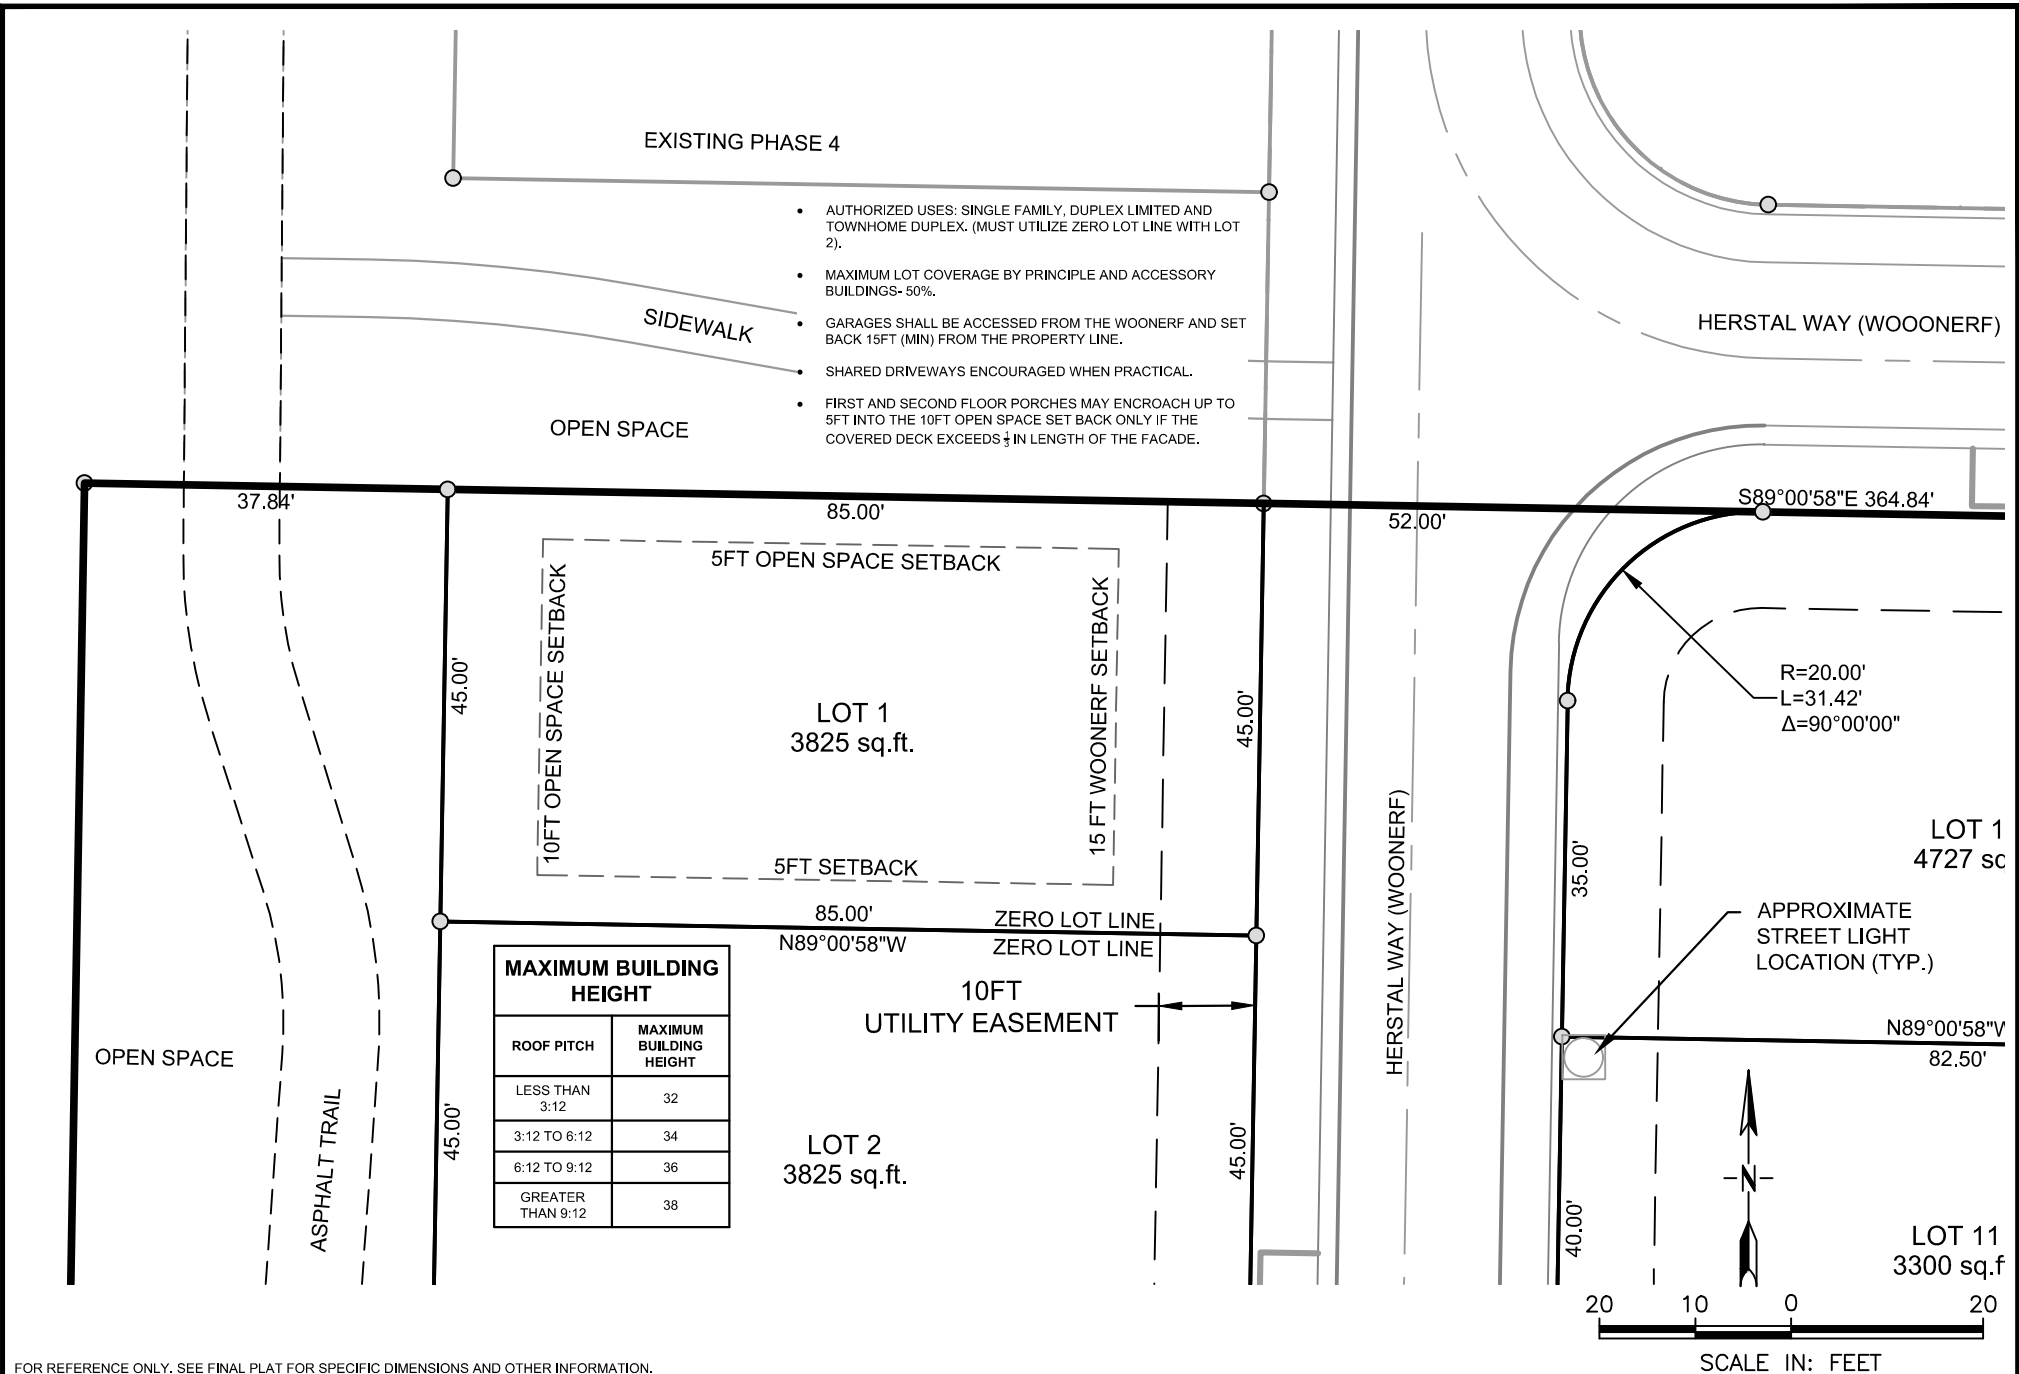 EXISTING PHASE 4
• AUTHORIZED USES: SINGLE FAMILY, DUPLEX LIMITED AND
TOWNHOME DUPLEX. (MUST UTILIZE ZERO LOT LINE WITH LOT
2).
• MAXIMUM LOT COVERAGE BY PRINCIPLE AND ACCESSORY
BUILDINGS- 50%.
• GARAGES SHALL BE ACCESSED FROM THE WOONERF AND SET
BACK 15FT (MIN) FROM THE PROPERTY LINE.
• SHARED DRIVEWAYS ENCOURAGED WHEN PRACTICAL.
• FIRST AND SECOND FLOOR PORCHES MAY ENCROACH UP TO
5FT INTO THE 10FT OPEN SPACE SET BACK ONLY IF THE
COVERED DECK EXCEEDS 1/3 IN LENGTH OF THE FACADE.
SIDEWALK
HERSTAL WAY (WOOONERF)
OPEN SPACE
37.84'
85.00'
52.00'
S89°00'58"E 364.84'
5FT OPEN SPACE SETBACK
10FT OPEN SPACE SETBACK
15 FT WOONERF SETBACK
45.00'
45.00'
LOT 1
3825 sq.ft.
5FT SETBACK
R=20.00'
L=31.42'
Δ=90°00'00"
HERSTAL WAY (WOONERF)
35.00'
LOT 1
4727 sq
85.00'
N89°00'58"W
ZERO LOT LINE
ZERO LOT LINE
APPROXIMATE
STREET LIGHT
LOCATION (TYP.)
MAXIMUM BUILDING
HEIGHT
ROOF PITCH
MAXIMUM
BUILDING
HEIGHT
LESS THAN
3:12
32
3:12 TO 6:12
34
6:12 TO 9:12
36
GREATER
THAN 9:12
38
10FT
UTILITY EASEMENT
N89°00'58"W
82.50'
OPEN SPACE
ASPHALT TRAIL
45.00'
LOT 2
3825 sq.ft.
45.00'
40.00'
N
LOT 11
3300 sq.f
20 10 0 20
SCALE IN: FEET
FOR REFERENCE ONLY. SEE FINAL PLAT FOR SPECIFIC DIMENSIONS AND OTHER INFORMATION.